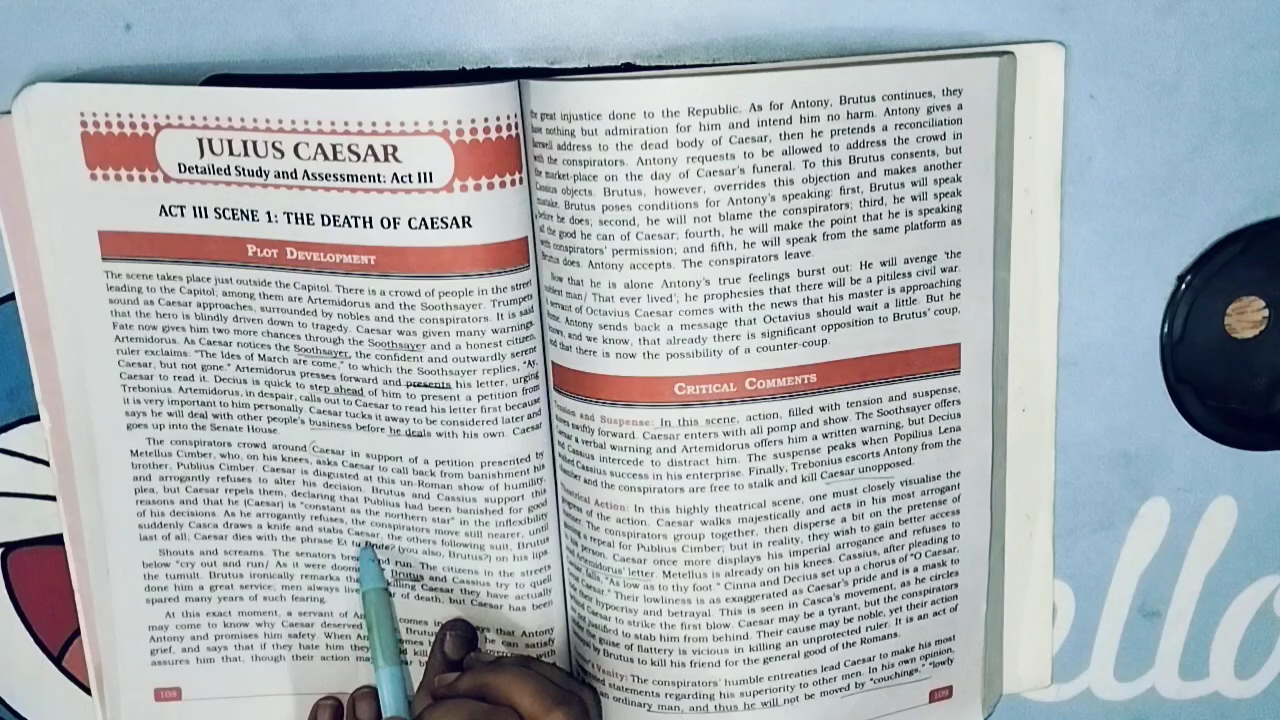 JULIUS CAESAR
Detailed Study and Assessment: Act III
ACT III SCENE 1: THE DEATH OF CAESAR
PLOT DEVELOPMENT
The scene takes place just outside the Capitol. There is a crowd of people in the street
leading to the Capitol; among them are Artemidorus and the Soothsayer. Trumpets
sound as Caesar approaches, surrounded by nobles and the conspirators. It is said
that the hero is blindly driven down to tragedy. Caesar was given many warnings.
Fate now gives him two more chances through the Soothsayer and a honest citizen,
Artemidorus. As Caesar notices the Soothsayer, the confident and outwardly serene
ruler exclaims: "The Ides of March are come," to which the Soothsayer replies, "Ay,
Caesar, but not gone." Artemidorus presses forward and presents his letter, urging
Caesar to read it. Decius is quick to step ahead of him to present a petition from
Trebonius. Artemidorus, in despair, calls out to Caesar to read his letter first because
it is very important to him personally. Caesar tucks it away to be considered later and
says he will deal with other people's business before he deals with his own. Caesar
goes up into the Senate House.
The conspirators crowd around Caesar in support of a petition presented by
Metellus Cimber, who, on his knees, asks Caesar to call back from banishment his
brother, Publius Cimber. Caesar is disgusted at this un-Roman show of humility,
and arrogantly refuses to alter his decision. Brutus and Cassius support this
plea, but Caesar repels them, declaring that Publius had been banished for good
reasons and that he (Caesar) is "constant as the northern star" in the inflexibility
of his decisions. As he arrogantly refuses, the conspirators move still nearer, until
suddenly Casca draws a knife and stabs Caesar, the others following suit, Brutus
last of all, Caesar dies with the phrase Et tu Brute? (you also, Brutus?) on his lips
Shouts and screams. The senators and run. The citizens in the streets
below "cry out and run/ As it were doom Brutus and Cassius try to quell
the tumult. Brutus ironically remarks killing Caesar they have actually
done him a great service; men always live of death, but Caesar has been
spared many years of such fearing.
At this exact moment, a servant of comes that Antony
may come to know why Caesar deserved Brutus he can satisfy
Antony and promises him safety. When
grief, and says that if they hate him they with
assures him that, though their action may
108
the great injustice done to the Republic. As for Antony, Brutus continues, they
have nothing but admiration for him and intend him no harm. Antony gives a
farewell address to the dead body of Caesar, then he pretends a reconciliation
with the conspirators. Antony requests to be allowed to address the crowd in
the market-place on the day of Caesar's funeral. To this Brutus consents, but
Cassius objects. Brutus, however, overrides this objection and makes another
mistake. Brutus poses conditions for Antony's speaking: first, Brutus will speak
before he does; second, he will not blame the conspirators; third, he will speak
all the good he can of Caesar; fourth, he will make the point that he is speaking
with conspirators' permission; and fifth, he will speak from the same platform as
Brutus does. Antony accepts. The conspirators leave.
Now that he is alone Antony's true feelings burst out: He will avenge 'the
noblest man/ That ever lived'; he prophesies that there will be a pitiless civil war.
A servant of Octavius Caesar comes with the news that his master is approaching
Rome. Antony sends back a message that Octavius should wait a little. But he
knows, and we know, that already there is significant opposition to Brutus' coup,
and that there is now the possibility of a counter-coup.
CRITICAL COMMENTS
Tension and Suspense: In this scene, action, filled with tension and suspense,
moves swiftly forward. Caesar enters with all pomp and show. The Soothsayer offers
Caesar a verbal warning and Artemidorus offers him a written warning, but Decius
and Cassius intercede to distract him. The suspense peaks when Popilius Lena
wished Cassius success in his enterprise. Finally, Trebonius escorts Antony from the
and the conspirators are free to stalk and kill Caesar unopposed.
Theatrical Action: In this highly theatrical scene, one must closely visualise the
progress of the action. Caesar walks majestically and acts in his most arrogant
manner. The conspirators group together, then disperse a bit on the pretense of
a repeal for Publius Cimber; but in reality, they wish to gain better access
person. Caesar once more displays his imperial arrogance and refuses to
Artemidorus' letter. Metellus is already on his knees. Cassius, after pleading to
falls, "As low as to thy foot." Cinna and Decius set up a chorus of "O Caesar,
Caesar." Their lowliness is as exaggerated as Caesar's pride and is a mask to
their hypocrisy and betrayal. This is seen in Casca's movement, as he circles
Caesar to strike the first blow. Caesar may be a tyrant, but the conspirators
not justified to stab him from behind. Their cause may be noble, yet their action
guise of flattery is vicious in killing an unprotected ruler. It is an act of
by Brutus to kill his friend for the general good of the Romans.
Vanity: The conspirators' humble entreaties lead Caesar to make his most
statements regarding his superiority to other men. In his own opinion,
an ordinary man, and thus he will not be moved by "couchings," "lowly
109
ello